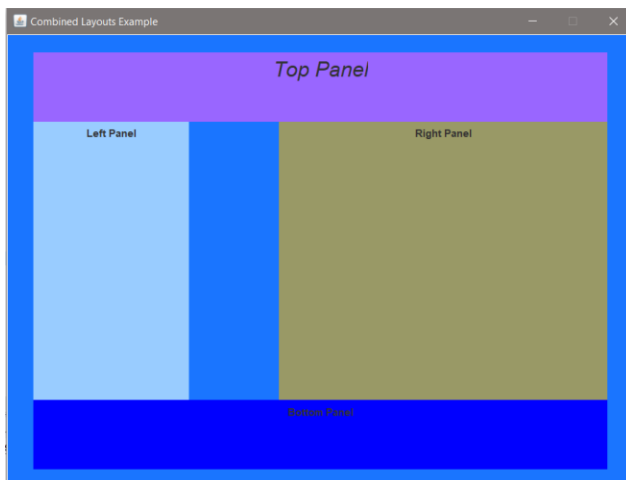 Combined Layouts Example
Top Panel
Left Panel
Right Panel
Bottom Panel